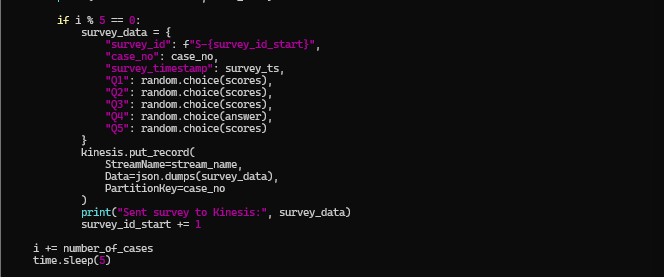 if i % 5 == 0:
survey_data = {
"survey_id": f"S-{survey_id_start}",
"case_no": case_no,
"survey_timestamp": survey_ts,
"Q1": random.choice(scores),
"Q2": random.choice(scores),
"Q3": random.choice(scores),
"Q4": random.choice(answer),
"Q5": random.choice(scores)
}
kinesis.put_record(
StreamName=stream_name,
Data=json.dumps(survey_data),
PartitionKey=case_no
)
print("Sent survey to Kinesis:", survey_data)
survey_id_start += 1
i += number_of_cases
time.sleep(5)